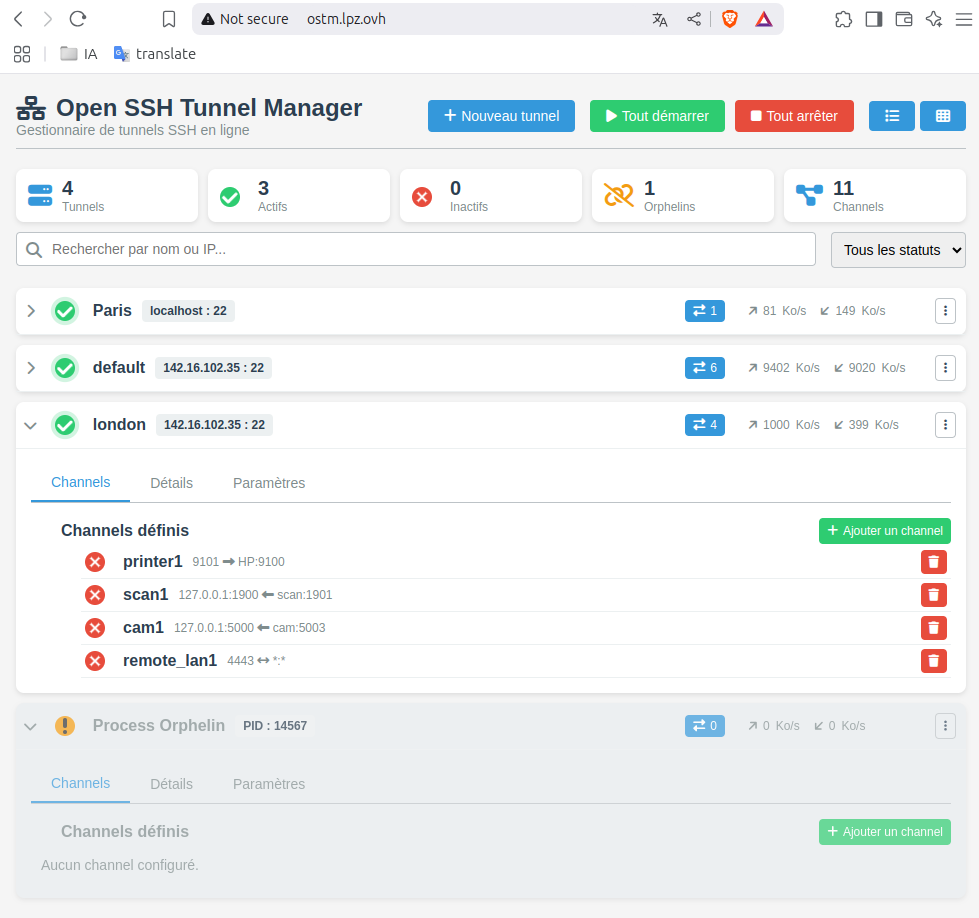 Not secure ostm.lpz.ovh
IA translate
Open SSH Tunnel Manager
Gestionnaire de tunnels SSH en ligne
Nouveau tunnel Tout démarrer Tout arrêter
4 3 0 1 11
Tunnels Actifs Inactifs Orphelins Channels
Rechercher par nom ou IP... Tous les statuts
Paris localhost : 22 1 81 Ko/s 149 Ko/s
default 142.16.102.35 : 22 6 9402 Ko/s 9020 Ko/s
london 142.16.102.35 : 22 4 1000 Ko/s 399 Ko/s
Channels Détails Paramètres
Channels définis Ajouter un channel
printer1 9101 ➡ HP:9100
scan1 127.0.0.1:1900 ⬅ scan:1901
cam1 127.0.0.1:5000 ⬅ cam:5003
remote_lan1 4443 ↔ *:*
Process Orphelin PID : 14567 0 0 Ko/s 0 Ko/s
Channels Détails Paramètres
Channels définis Ajouter un channel
Aucun channel configuré.